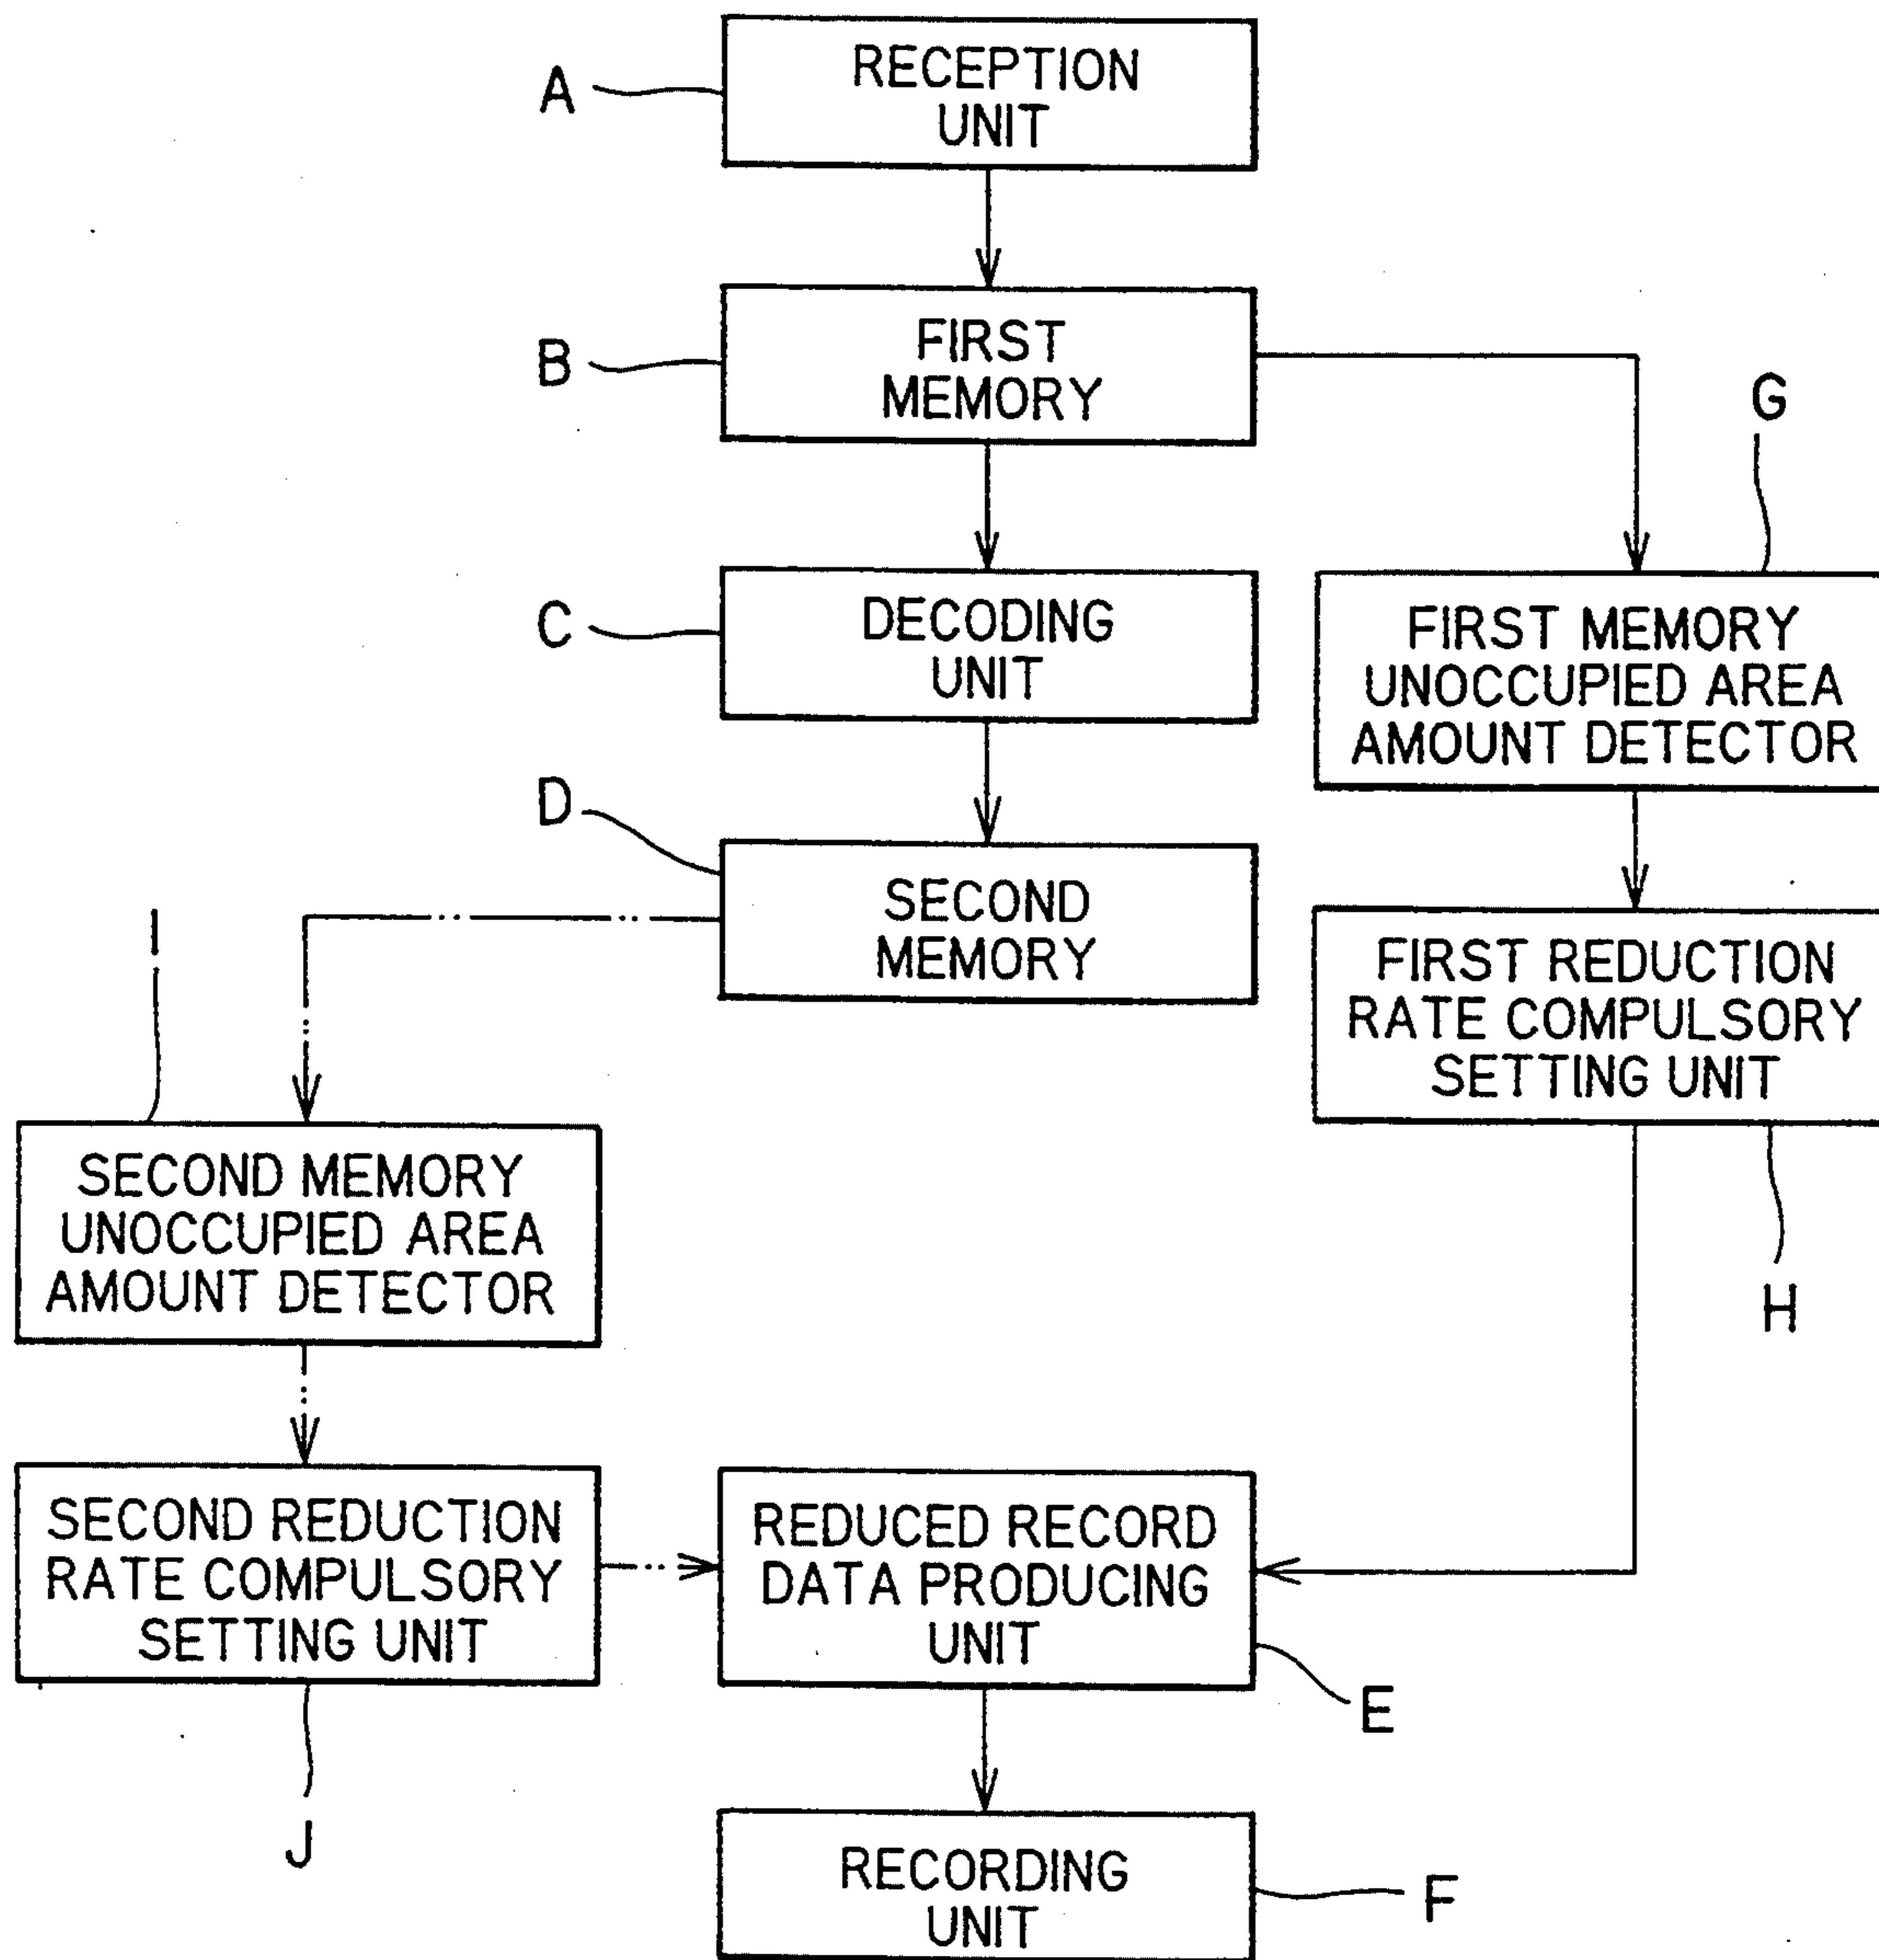 A
RECEPTION
UNIT
B
FIRST
MEMORY
G
C
DECODING
UNIT
FIRST MEMORY
UNOCCUPIED AREA
AMOUNT DETECTOR
D
SECOND
MEMORY
I
FIRST REDUCTION
RATE COMPULSORY
SETTING UNIT
SECOND MEMORY
UNOCCUPIED AREA
AMOUNT DETECTOR
H
SECOND REDUCTION
RATE COMPULSORY
SETTING UNIT
REDUCED RECORD
DATA PRODUCING
UNIT
E
J
RECORDING
UNIT
F